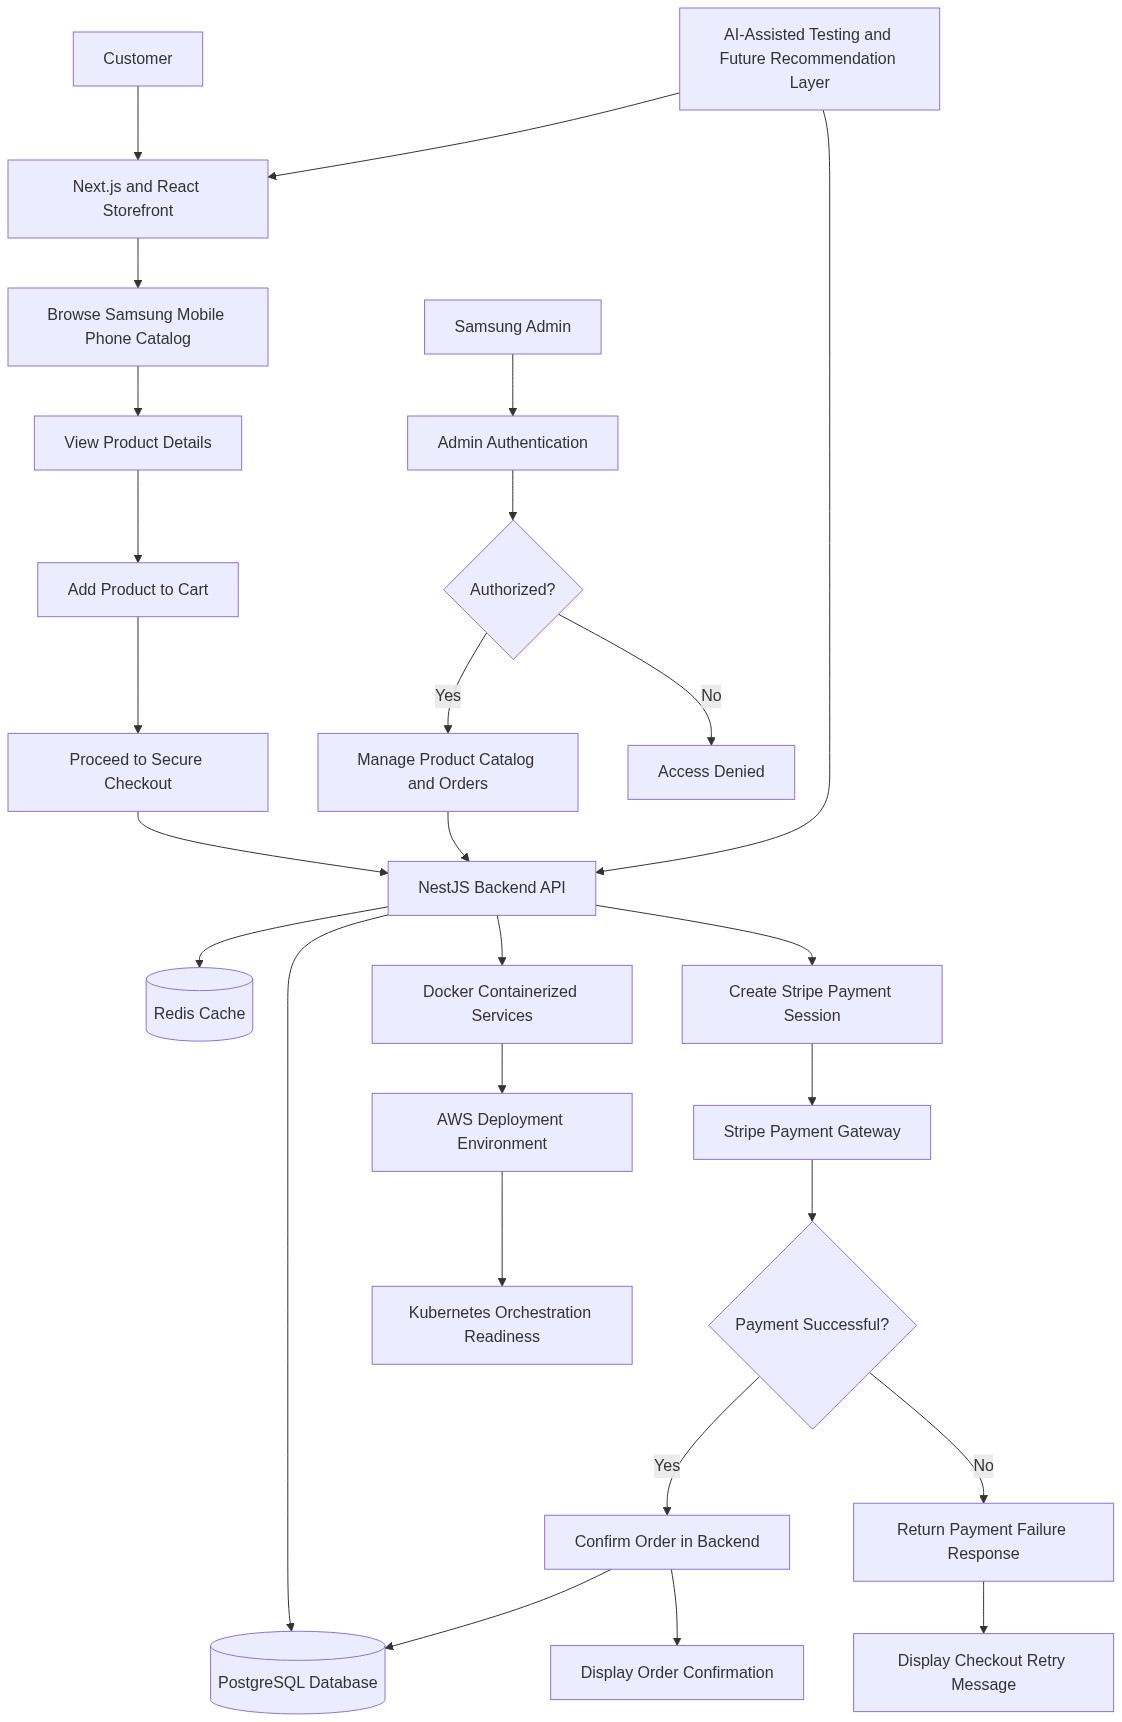 Customer
AI-Assisted Testing and
Future Recommendation
Layer
Next.js and React
Storefront
Browse Samsung Mobile
Phone Catalog
Samsung Admin
View Product Details
Admin Authentication
Add Product to Cart
Authorized?
Yes
No
Proceed to Secure
Checkout
Manage Product Catalog
and Orders
Access Denied
NestJS Backend API
Redis Cache
Docker Containerized
Services
Create Stripe Payment
Session
AWS Deployment
Environment
Stripe Payment Gateway
Kubernetes Orchestration
Readiness
Payment Successful?
Yes
No
Confirm Order in Backend
Return Payment Failure
Response
PostgreSQL Database
Display Order Confirmation
Display Checkout Retry
Message